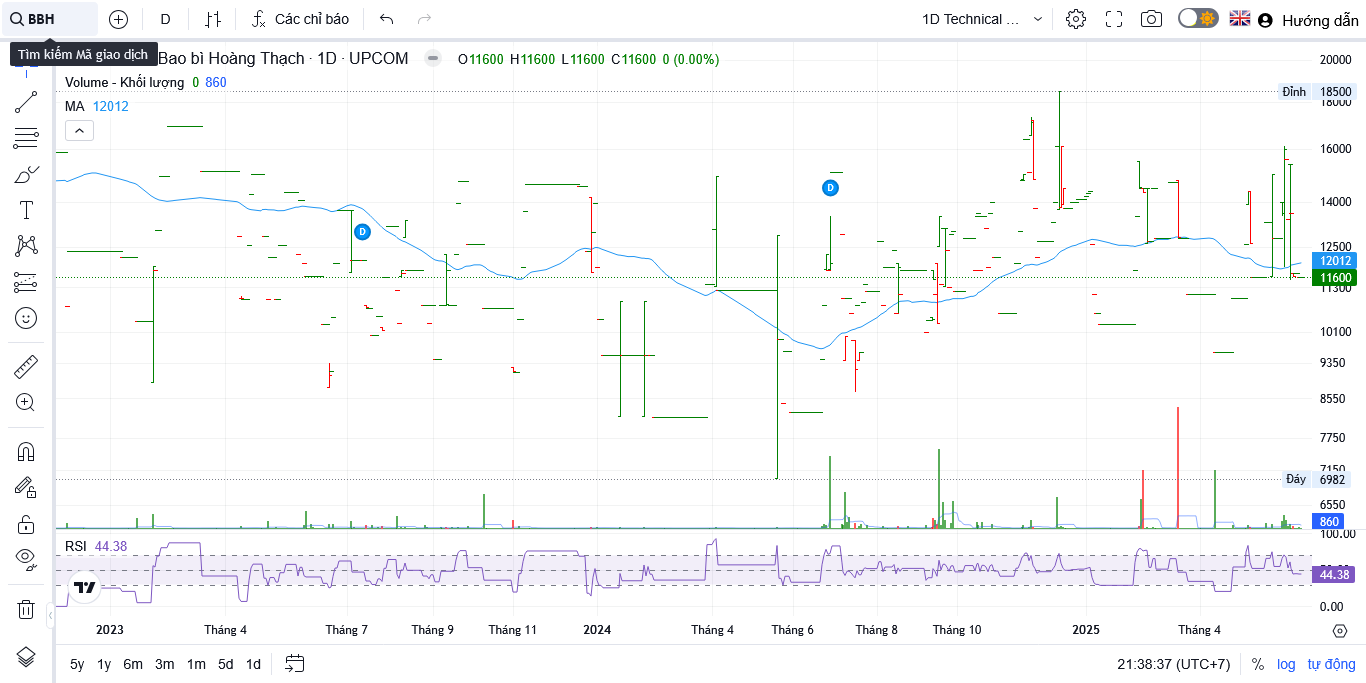 BBH
D
Các chỉ báo
1D Technical ...
Hướng dẫn
Tìm kiếm Mã giao dịch
Bao bì Hoàng Thạch · 1D · UPCOM
O11600 H11600 L11600 C11600 0 (0.00%)
Volume - Khối lượng 0 860
MA 12012
20000
Đỉnh 18500
18000
16000
14000
12500
12012
11600
11300
10100
9350
8550
7750
7150
Đáy 6982
6550
860
D
D
RSI 44.38
100.00
44.38
0.00
2023 Tháng 4 Tháng 7 Tháng 9 Tháng 11 2024 Tháng 4 Tháng 6 Tháng 8 Tháng 10 2025 Tháng 4
5y 1y 6m 3m 1m 5d 1d
21:38:37 (UTC+7) % log tự động